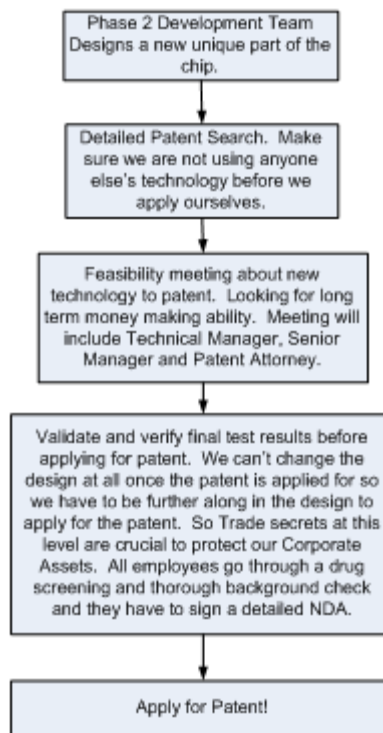 Phase 2 Development Team
Designs a new unique part of the
chip.
Detailed Patent Search. Make
sure we are not using anyone
else's technology before we
apply ourselves.
Feasibility meeting about new
technology to patent. Looking for long
term money making ability. Meeting will
include Technical Manager, Senior
Manager and Patent Attorney.
Validate and verify final test results before
applying for patent. We can't change the
design at all once the patent is applied for so
we have to be further along in the design to
apply for the patent. So Trade secrets at this
level are crucial to protect our Corporate
Assets. All employees go through a drug
screening and thorough background check
and they have to sign a detailed NDA.
Apply for Patent!